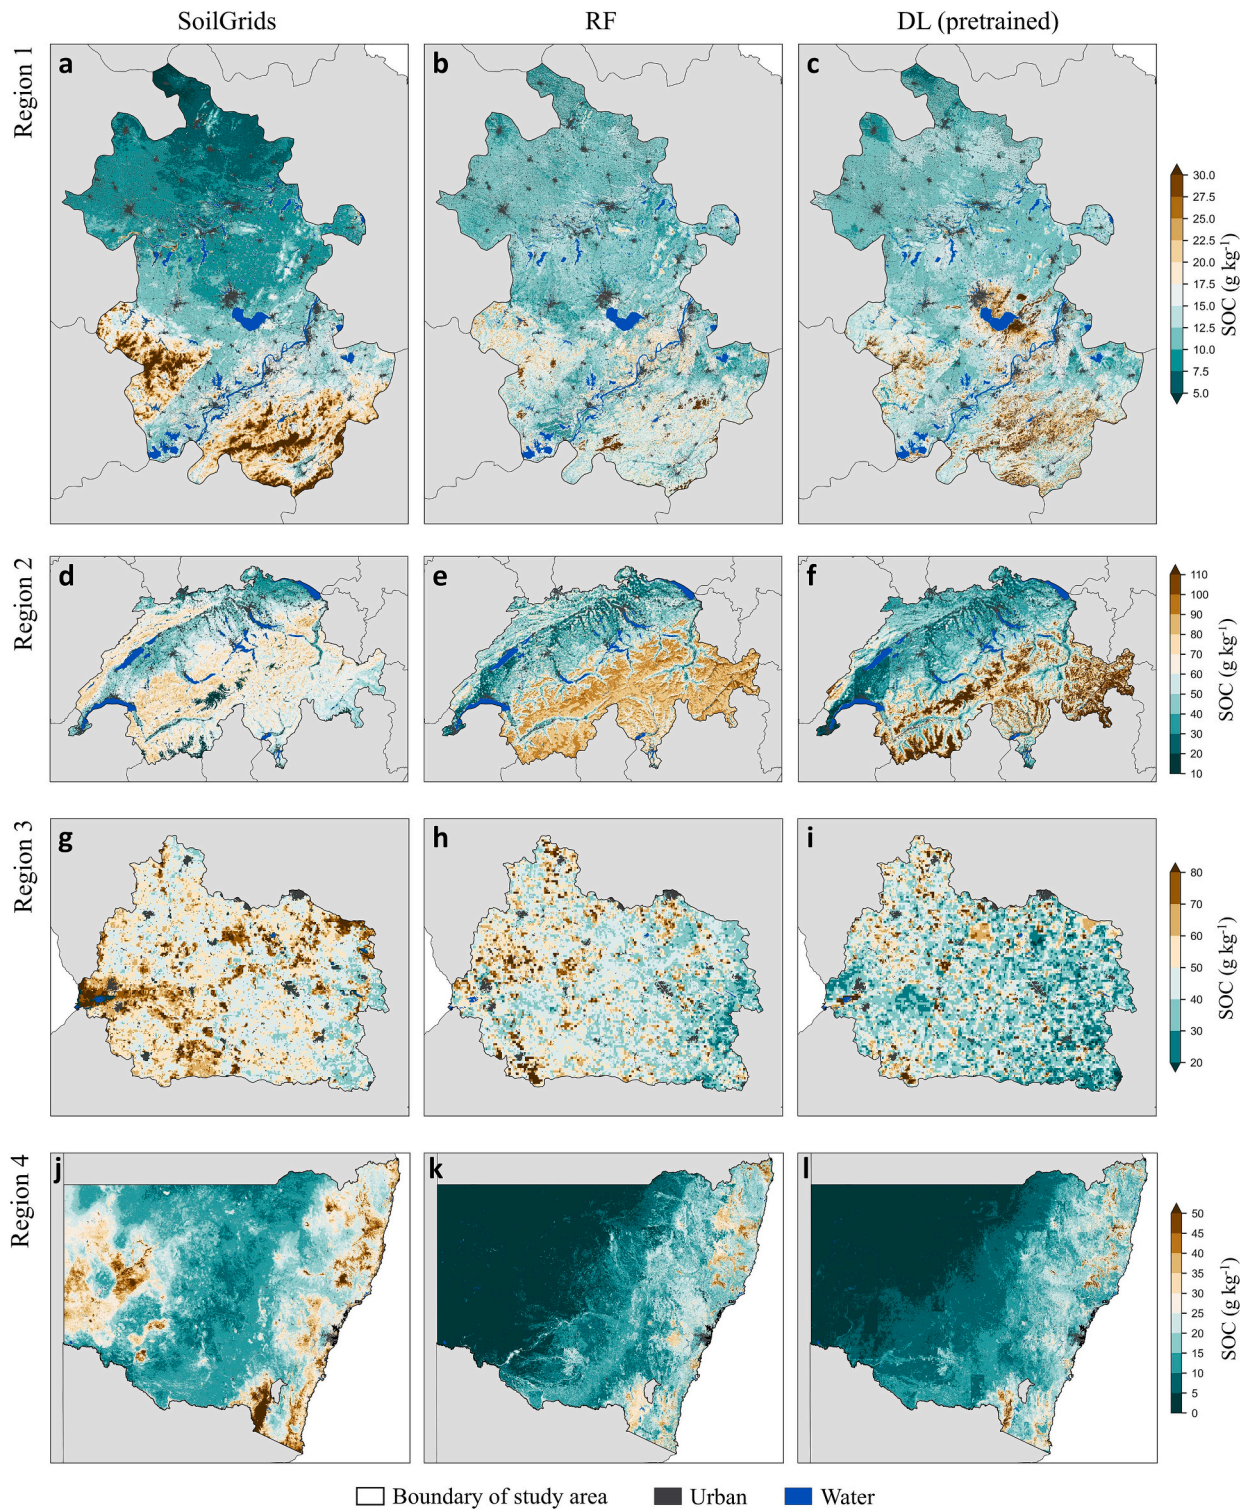 SoilGrids RF DL (pretrained)
Region 1
a b c
30.0
27.5
25.0
22.5
20.0
17.5
15.0
12.5
10.0
7.5
5.0
SOC (g kg⁻¹)
Region 2
d e f
110
100
90
80
70
60
50
40
30
20
10
SOC (g kg⁻¹)
Region 3
g h i
80
70
60
50
40
30
20
SOC (g kg⁻¹)
Region 4
j k l
50
45
40
35
30
25
20
15
10
5
0
SOC (g kg⁻¹)
Boundary of study area Urban Water